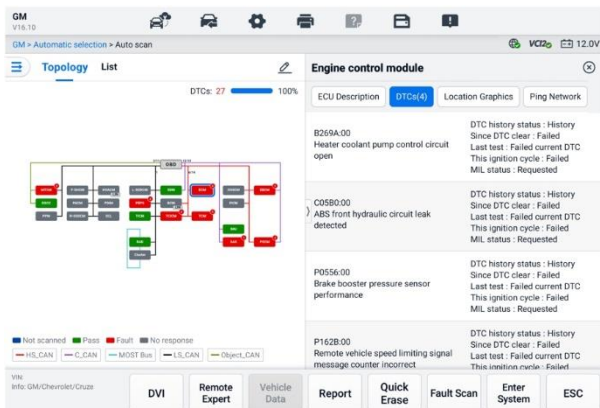 GM
V16.10
GM > Automatic selection > Auto scan
VCI2
12.0V
Topology List
DTCs: 27 100%
OBD
Engine control module
ECU Description DTCs(4) Location Graphics Ping Network
B269A:00
Heater coolant pump control circuit
open
DTC history status : History
Since DTC clear : Failed
Last test : Failed current DTC
This ignition cycle : Failed
MIL status : Requested
C05B0:00
ABS front hydraulic circuit leak
detected
DTC history status : History
Since DTC clear : Failed
Last test : Failed current DTC
This ignition cycle : Failed
MIL status : Requested
P0556:00
Brake booster pressure sensor
performance
DTC history status : History
Since DTC clear : Failed
Last test : Failed current DTC
This ignition cycle : Failed
MIL status : Requested
P162B:00
Remote vehicle speed limiting signal
message counter incorrect
DTC history status : History
Since DTC clear : Failed
Last test : Failed current DTC
This ignition cycle : Failed
Not scanned Pass Fault No response
HS_CAN C_CAN MOST Bus LS_CAN Object_CAN
VIN
Info: GM/Chevrolet/Cruze
DVI
Remote
Expert
Vehicle
Data
Report
Quick
Erase
Fault Scan
Enter
System
ESC